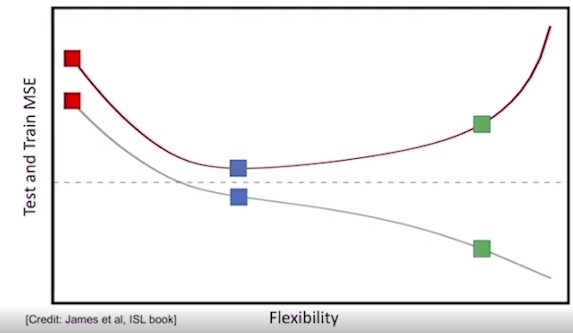 Test and Train MSE
[Credit: James et al, ISL book]
Flexibility